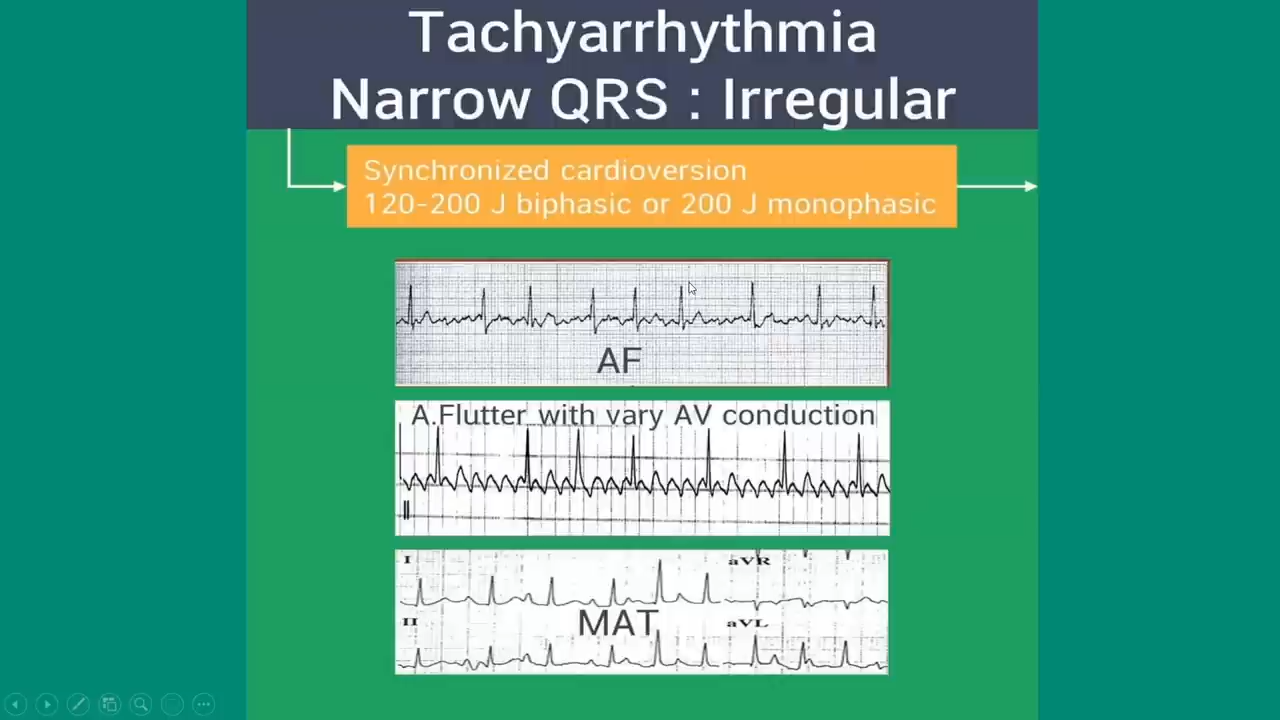 Tachyarrhythmia
Narrow QRS : Irregular
Synchronized cardioversion
120-200 J biphasic or 200 J monophasic
AF
A.Flutter with vary AV conduction
II
I
aVR
MAT
II
aVL